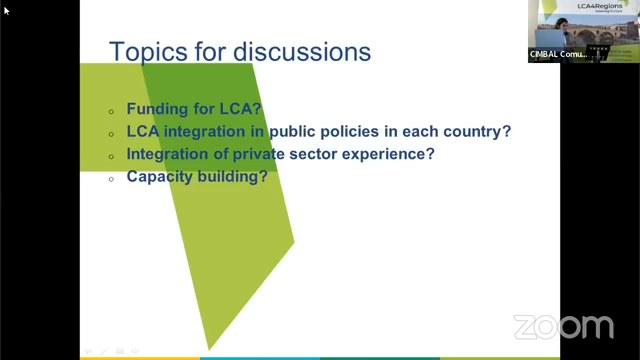 Topics for discussions
Funding for LCA?
LCA integration in public policies in each country?
Integration of private sector experience?
Capacity building?
LCA4Regions
CIMBAL Comu...
zoom